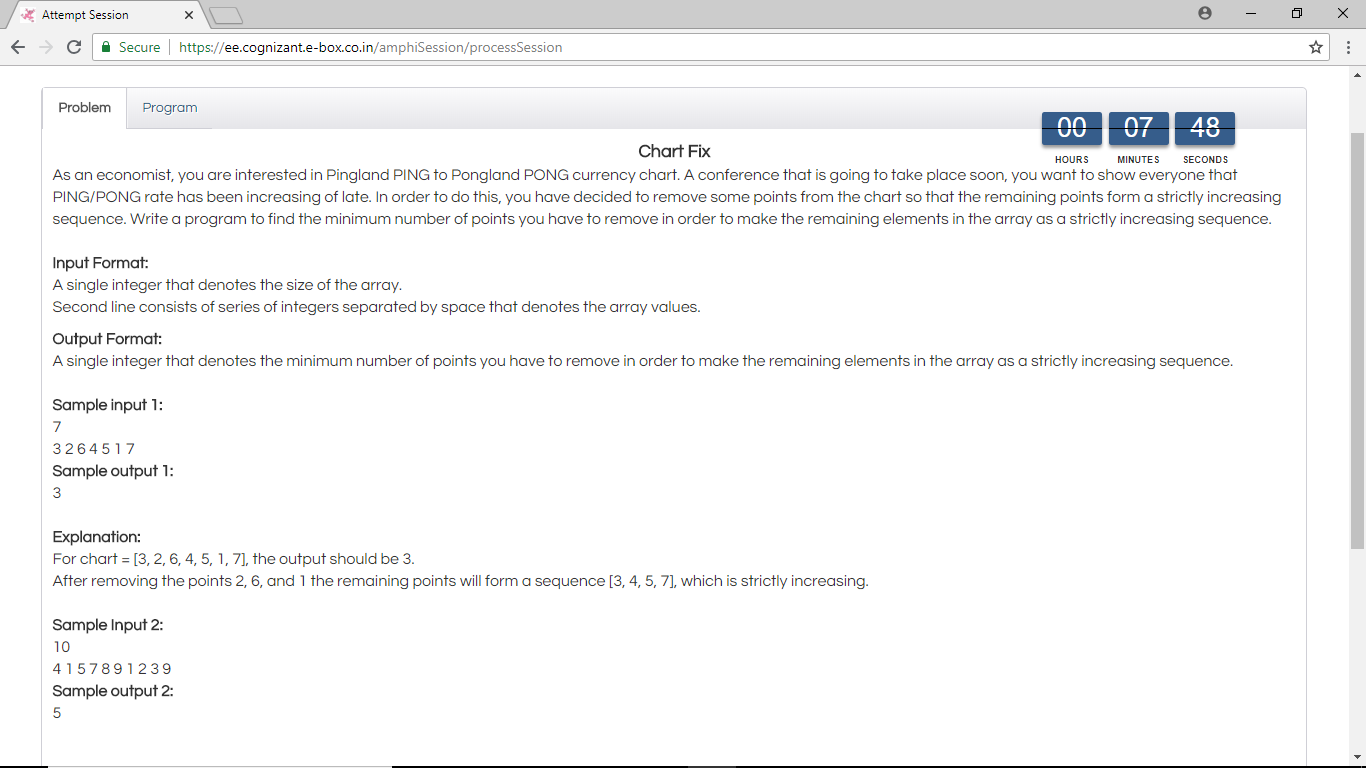 Attempt Session
Secure https://ee.cognizant.e-box.co.in/amphiSession/processSession
Problem Program
00 07 48
HOURS MINUTES SECONDS
Chart Fix
As an economist, you are interested in Pingland PING to Pongland PONG currency chart. A conference that is going to take place soon, you want to show everyone that
PING/PONG rate has been increasing of late. In order to do this, you have decided to remove some points from the chart so that the remaining points form a strictly increasing
sequence. Write a program to find the minimum number of points you have to remove in order to make the remaining elements in the array as a strictly increasing sequence.
Input Format:
A single integer that denotes the size of the array.
Second line consists of series of integers separated by space that denotes the array values.
Output Format:
A single integer that denotes the minimum number of points you have to remove in order to make the remaining elements in the array as a strictly increasing sequence.
Sample input 1:
7
3 2 6 4 5 1 7
Sample output 1:
3
Explanation:
For chart = [3, 2, 6, 4, 5, 1, 7], the output should be 3.
After removing the points 2, 6, and 1 the remaining points will form a sequence [3, 4, 5, 7], which is strictly increasing.
Sample Input 2:
10
4 1 5 7 8 9 1 2 3 9
Sample output 2:
5